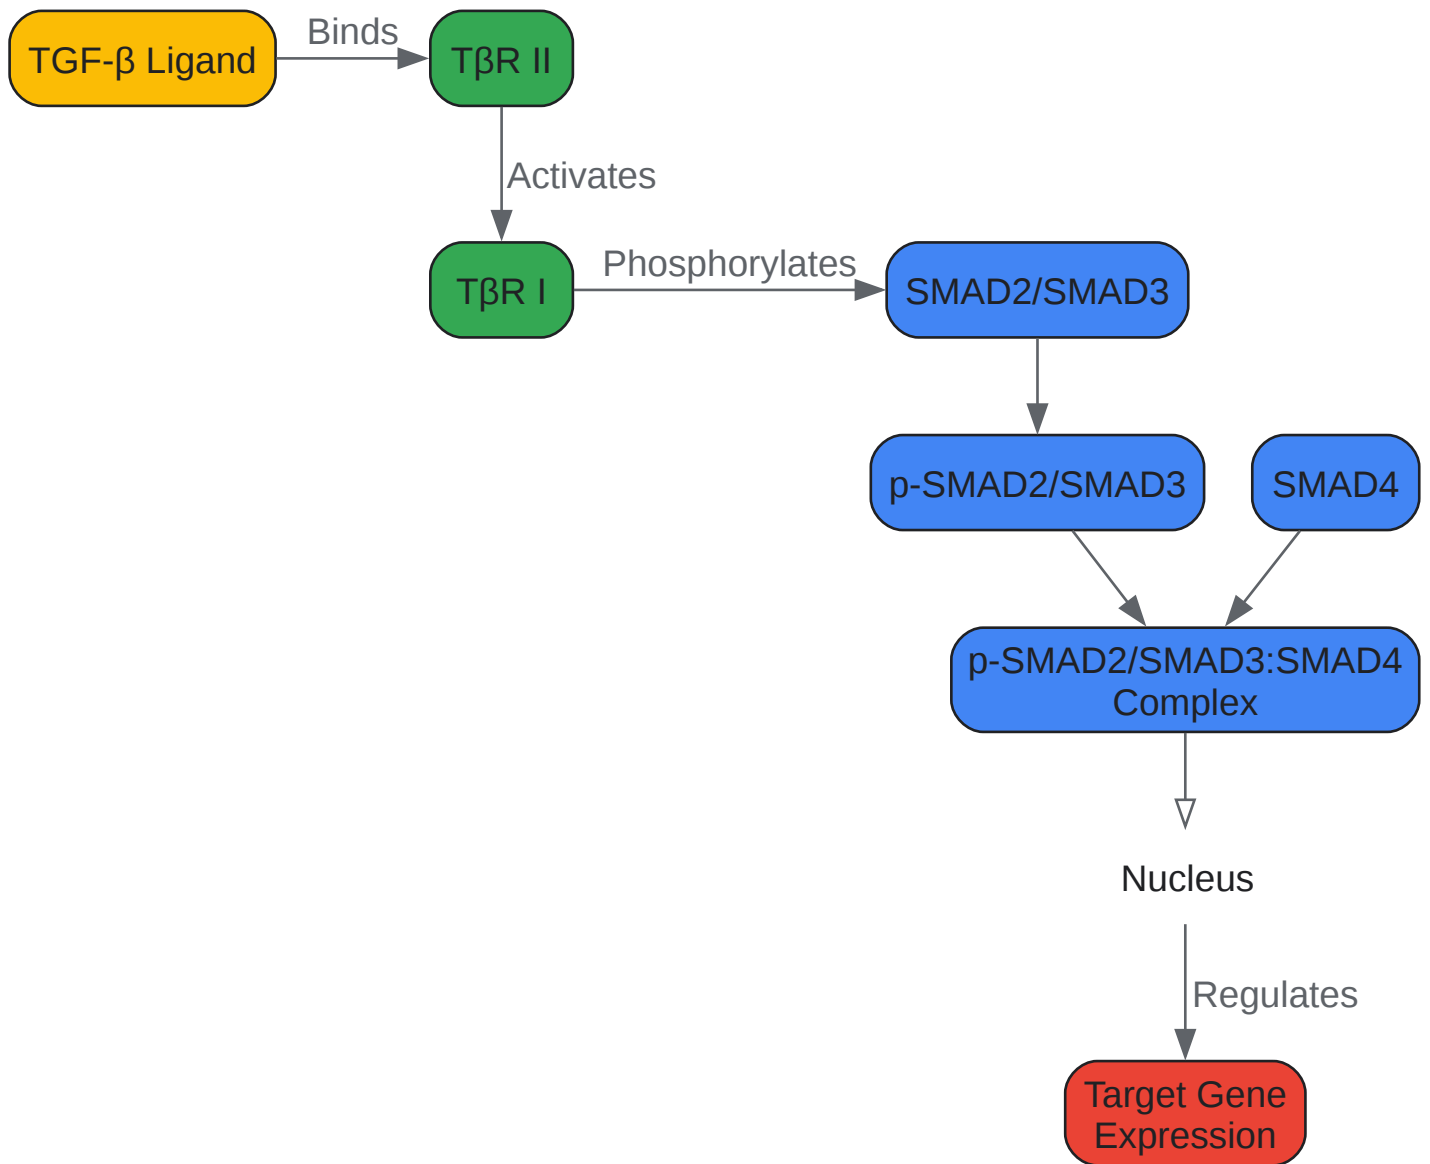 TGF-β Ligand
Binds
TβR II
Activates
TβR I
Phosphorylates
SMAD2/SMAD3
p-SMAD2/SMAD3
SMAD4
p-SMAD2/SMAD3:SMAD4
Complex
Nucleus
Regulates
Target Gene
Expression